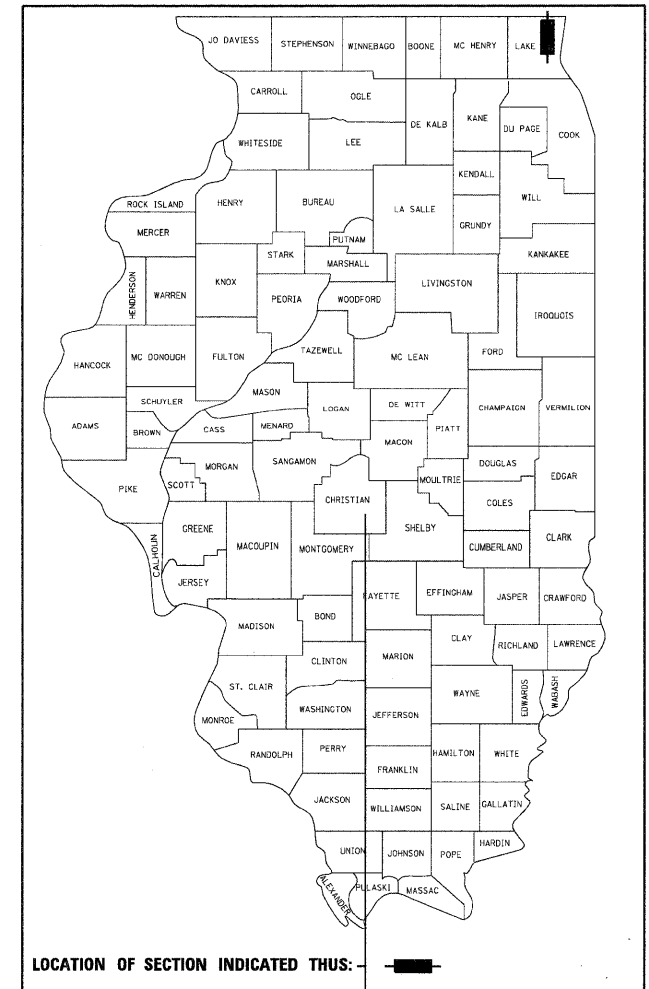 JO DAVIESS
STEPHENSON
WINNEBAGO
BOONE
MC HENRY
LAKE
CARROLL
OGLE
DE KALB
KANE
DU PAGE
COOK
WHITESIDE
LEE
KENDALL
WILL
ROCK ISLAND
HENRY
BUREAU
LA SALLE
GRUNDY
MERCER
PUTNAM
STARK
MARSHALL
KANKAKEE
HENDERSON
WARREN
KNOX
PEORIA
WOODFORD
LIVINGSTON
IROQUOIS
HANCOCK
MC DONOUGH
FULTON
TAZEWELL
MC LEAN
FORD
MASON
SCHUYLER
LOGAN
DE WITT
CHAMPAIGN
VERMILION
ADAMS
BROWN
CASS
MENARD
MACON
PIATT
MORGAN
SANGAMON
DOUGLAS
EDGAR
PIKE
SCOTT
CHRISTIAN
MOULTRIE
COLES
GREENE
MACOUPIN
MONTGOMERY
SHELBY
CUMBERLAND
CLARK
CALHOUN
JERSEY
FAYETTE
EFFINGHAM
JASPER
CRAWFORD
MADISON
BOND
CLAY
RICHLAND
LAWRENCE
CLINTON
MARION
ST. CLAIR
WAYNE
EDWARDS
WABASH
MONROE
WASHINGTON
JEFFERSON
RANDOLPH
PERRY
HAMILTON
WHITE
FRANKLIN
JACKSON
WILLIAMSON
SALINE
GALLATIN
UNION
JOHNSON
POPE
HARDIN
ALEXANDER
PULASKI
MASSAC
LOCATION OF SECTION INDICATED THUS:-